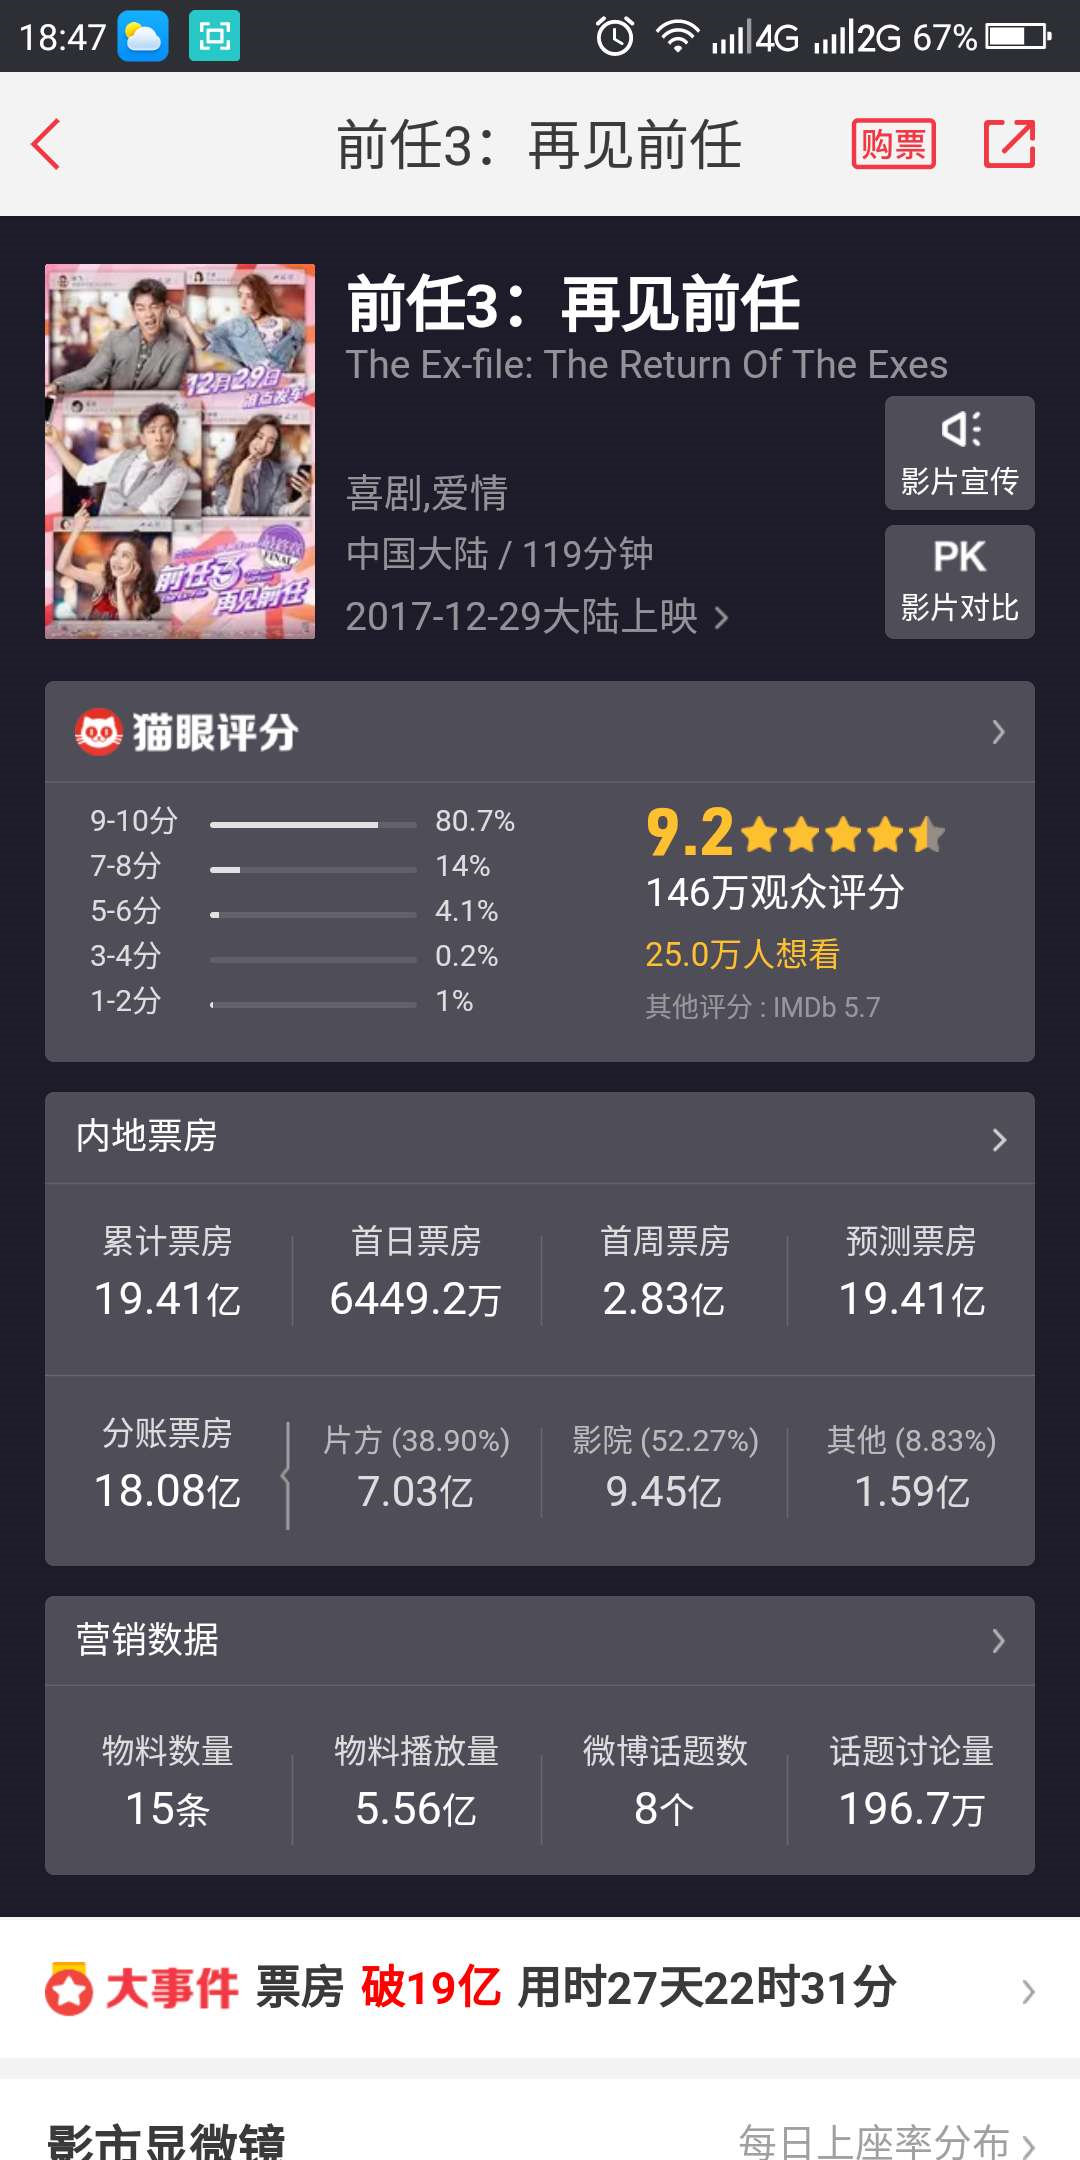 18:47 4G 2G 67%
前任3：再见前任 购票
前任3：再见前任
The Ex-file: The Return Of The Exes
12月29日
前任3
再见前任
FINAL
影片宣传
喜剧,爱情
中国大陆 / 119分钟
PK
影片对比
2017-12-29大陆上映
猫眼评分
9-10分 80.7%
7-8分 14%
5-6分 4.1%
3-4分 0.2%
1-2分 1%
9.2
146万观众评分
25.0万人想看
其他评分 : IMDb 5.7
内地票房
累计票房 首日票房 首周票房 预测票房
19.41亿 6449.2万 2.83亿 19.41亿
分账票房 片方 (38.90%) 影院 (52.27%) 其他 (8.83%)
18.08亿 7.03亿 9.45亿 1.59亿
营销数据
物料数量 物料播放量 微博话题数 话题讨论量
15条 5.56亿 8个 196.7万
大事件 票房 破19亿 用时27天22时31分
影市显微镜 每日上座率分布